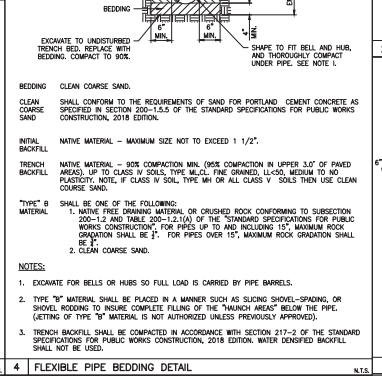 BEDDING
6"
MIN.
6"
MIN.
4"
MIN.
EXCAVATE TO UNDISTURBED
TRENCH BED. REPLACE WITH
BEDDING. COMPACT TO 90%.
SHAPE TO FIT BELL AND HUB,
AND THOROUGHLY COMPACT
UNDER PIPE. SEE NOTE 1.
BEDDING CLEAN COARSE SAND.
CLEAN SHALL CONFORM TO THE REQUIREMENTS OF SAND FOR PORTLAND CEMENT CONCRETE AS
COARSE SPECIFIED IN SECTION 200-1.5.5 OF THE STANDARD SPECIFICATIONS FOR PUBLIC WORKS
SAND CONSTRUCTION, 2018 EDITION.
INITIAL NATIVE MATERIAL - MAXIMUM SIZE NOT TO EXCEED 1 1/2".
BACKFILL
TRENCH NATIVE MATERIAL - 90% COMPACTION MIN. (95% COMPACTION IN UPPER 3.0' OF PAVED
BACKFILL AREAS). UP TO CLASS IV SOILS, TYPE ML,CL. FINE GRAINED, LL<50, MEDIUM TO NO
PLASTICITY. NOTE, IF CLASS IV SOIL, TYPE MH OR ALL CLASS V SOILS THEN USE CLEAN
COURSE SAND.
"TYPE" B SHALL BE ONE OF THE FOLLOWING:
MATERIAL 1. NATIVE FREE DRAINING MATERIAL OR CRUSHED ROCK CONFORMING TO SUBSECTION
200-1.2 AND TABLE 200-1.2.1(A) OF THE "STANDARD SPECIFICATIONS FOR PUBLIC
WORKS CONSTRUCTION". FOR PIPES UP TO AND INCLUDING 15", MAXIMUM ROCK
GRADATION SHALL BE FOR PIPES OVER 15", MAXIMUM ROCK GRADATION SHALL
BE
2. CLEAN COARSE SAND.
NOTES:
1. EXCAVATE FOR BELLS OR HUBS SO FULL LOAD IS CARRIED BY PIPE BARRELS.
2. TYPE "B" MATERIAL SHALL BE PLACED IN A MANNER SUCH AS SLICING SHOVEL-SPADING, OR
SHOVEL RODDING TO INSURE COMPLETE FILLING OF THE "HAUNCH AREAS" BELOW THE PIPE.
(JETTING OF TYPE "B" MATERIAL IS NOT AUTHORIZED UNLESS PREVIOUSLY APPROVED).
3. TRENCH BACKFILL SHALL BE COMPACTED IN ACCORDANCE WITH SECTION 217-2 OF THE STANDARD
SPECIFICATIONS FOR PUBLIC WORKS CONSTRUCTION, 2018 EDITION. WATER DENSIFIED BACKFILL
SHALL NOT BE USED.
4 FLEXIBLE PIPE BEDDING DETAIL N.T.S.